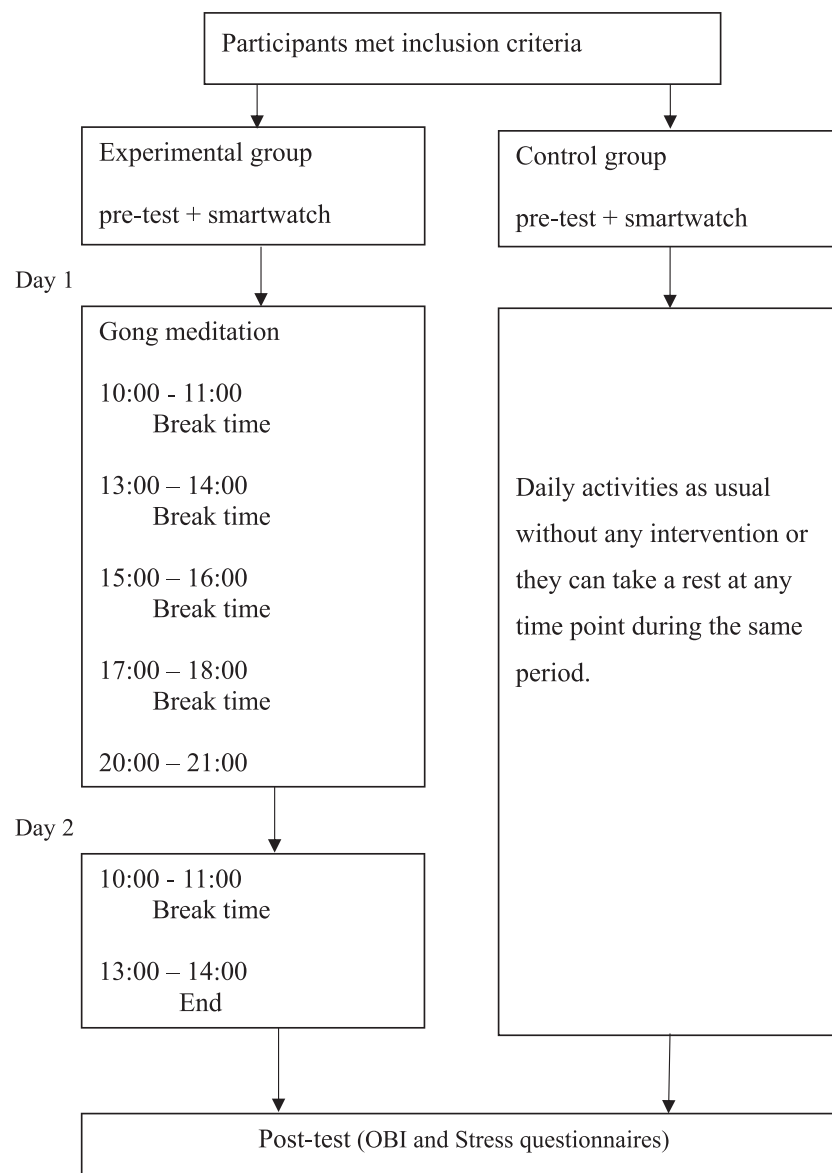 Participants met inclusion criteria
Experimental group
pre-test + smartwatch
Control group
pre-test + smartwatch
Day 1
Gong meditation
10:00 - 11:00
Break time
13:00 – 14:00
Break time
15:00 – 16:00
Break time
17:00 – 18:00
Break time
20:00 – 21:00
Daily activities as usual
without any intervention or
they can take a rest at any
time point during the same
period.
Day 2
10:00 - 11:00
Break time
13:00 – 14:00
End
Post-test (OBI and Stress questionnaires)